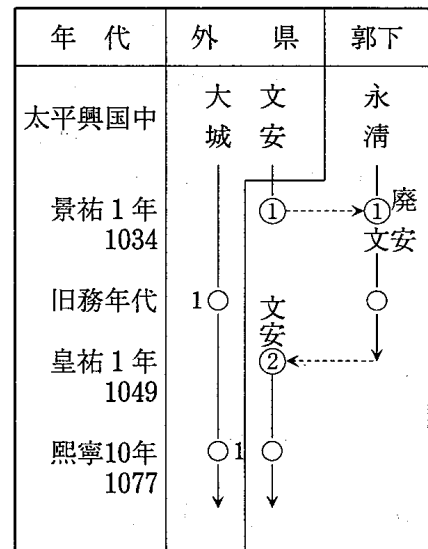 年代 外県 郭下
太平興国中 大城 文安 永清
景祐1年 ① ① 廃
1034 文安
旧務年代 1
文安
皇祐1年 ②
1049
熙寧10年 1
1077